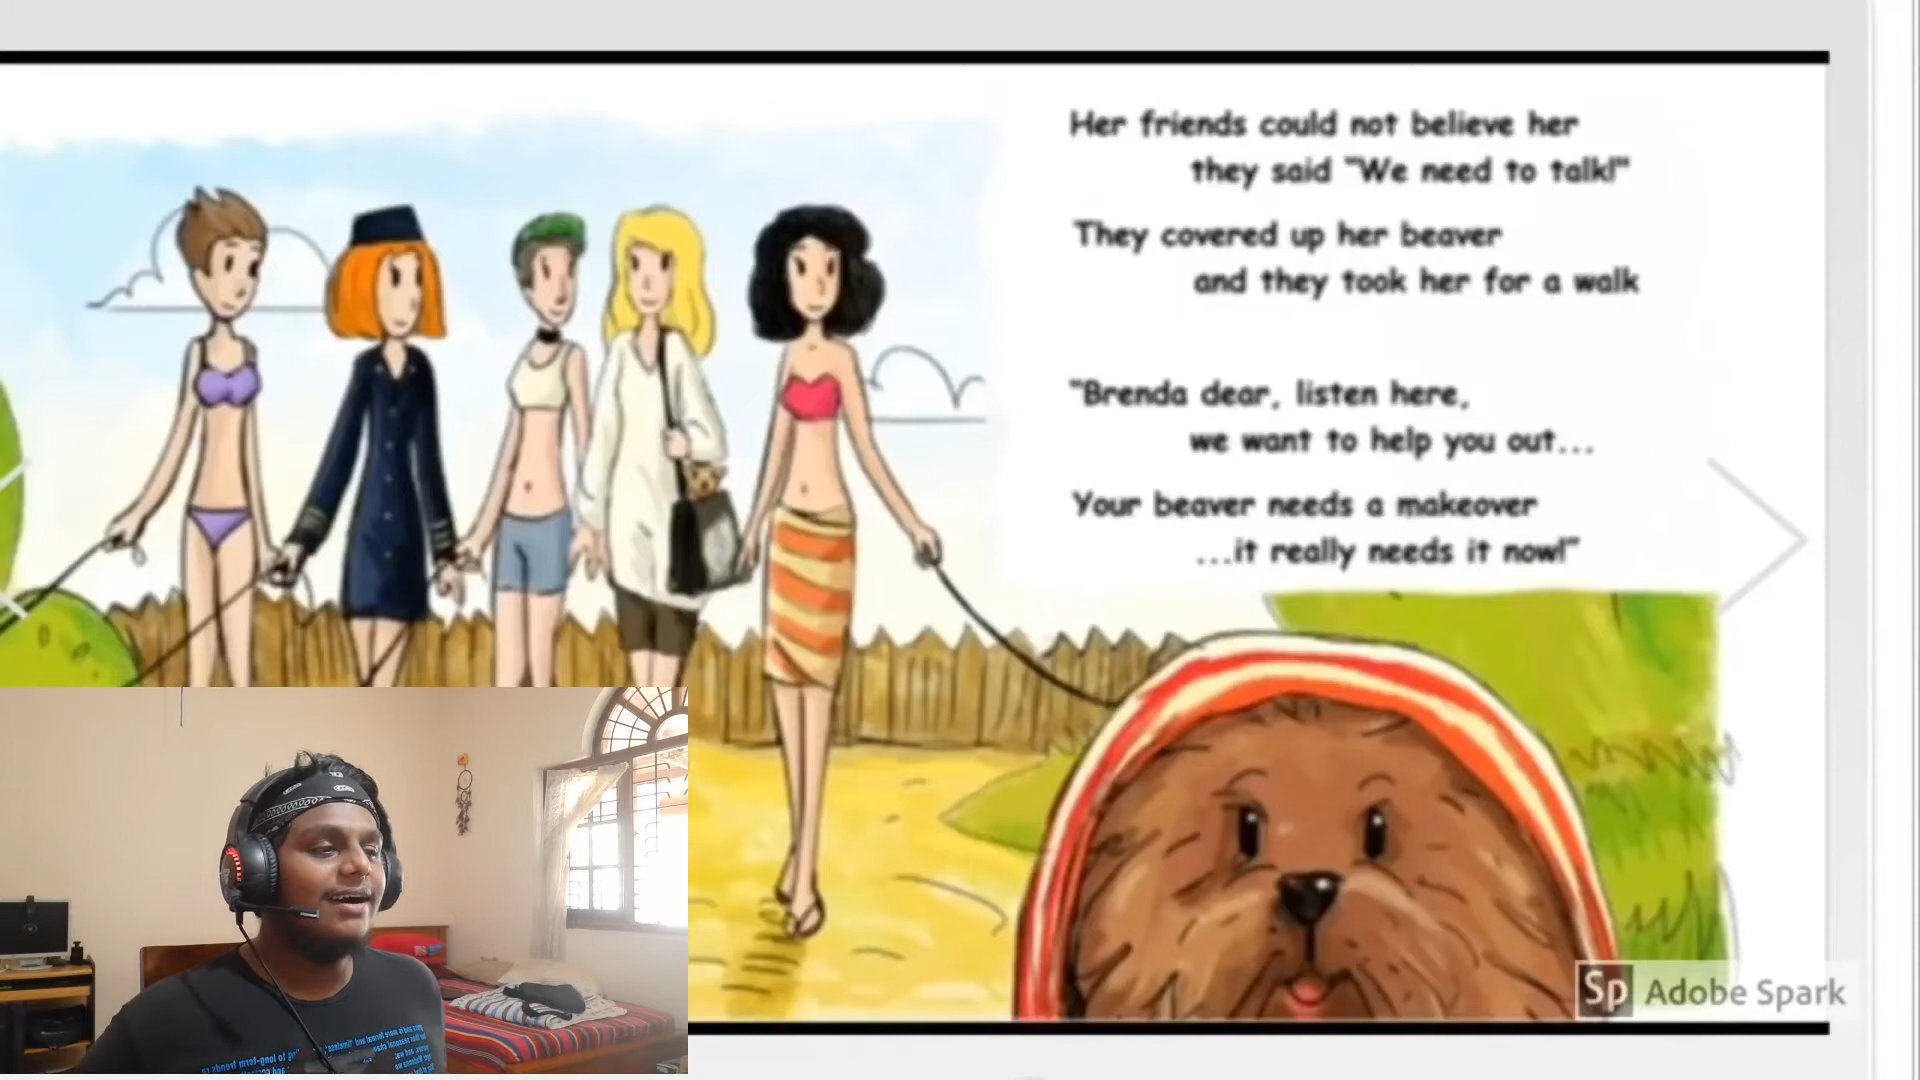 Her friends could not believe her
they said "We need to talk!"
They covered up her beaver
and they took her for a walk
"Brenda dear, listen here,
we want to help you out...
Your beaver needs a makeover
...it really needs it now!"
Sp Adobe Spark